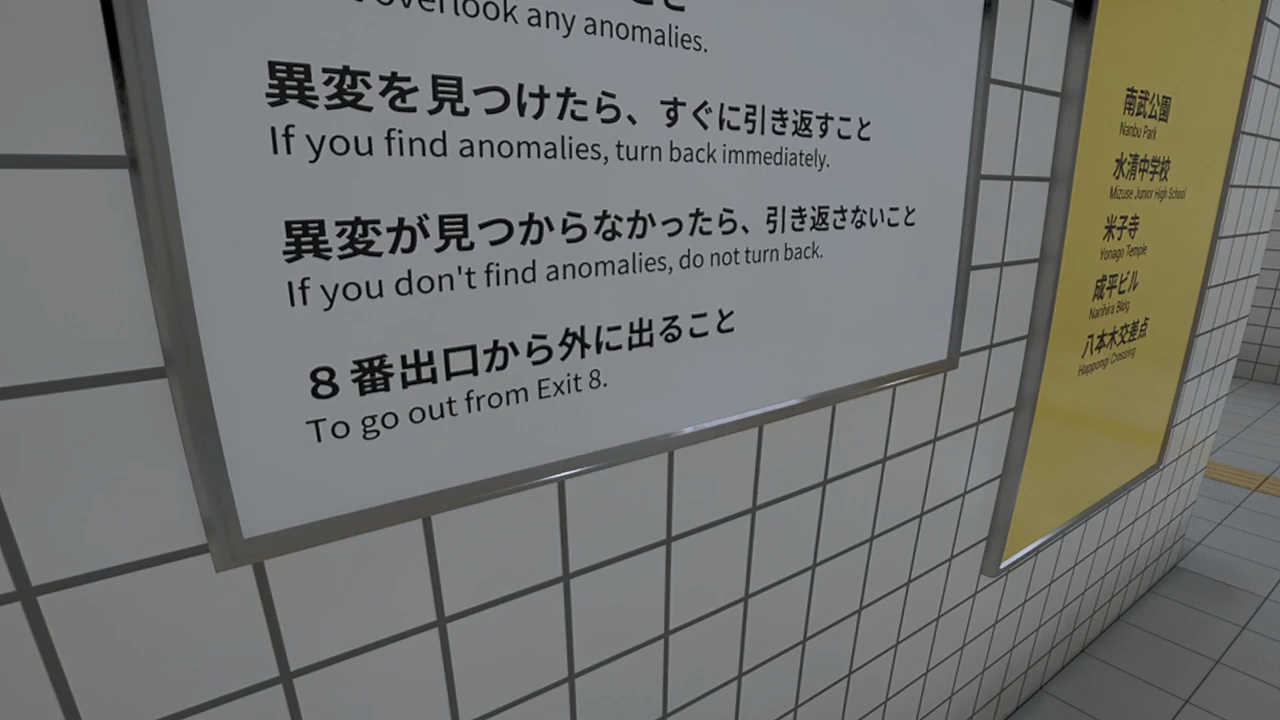 overlook any anomalies.
異変を見つけたら、すぐに引き返すこと
If you find anomalies, turn back immediately.
異変が見つからなかったら、引き返さないこと
If you don't find anomalies, do not turn back.
8番出口から外に出ること
To go out from Exit 8.
南武公園
Nanbu Park
水清中学校
Mizuse Junior High School
米子寺
Yonago Temple
成平ビル
Narihira Bldg.
八本木交差点
Happongi Crossing